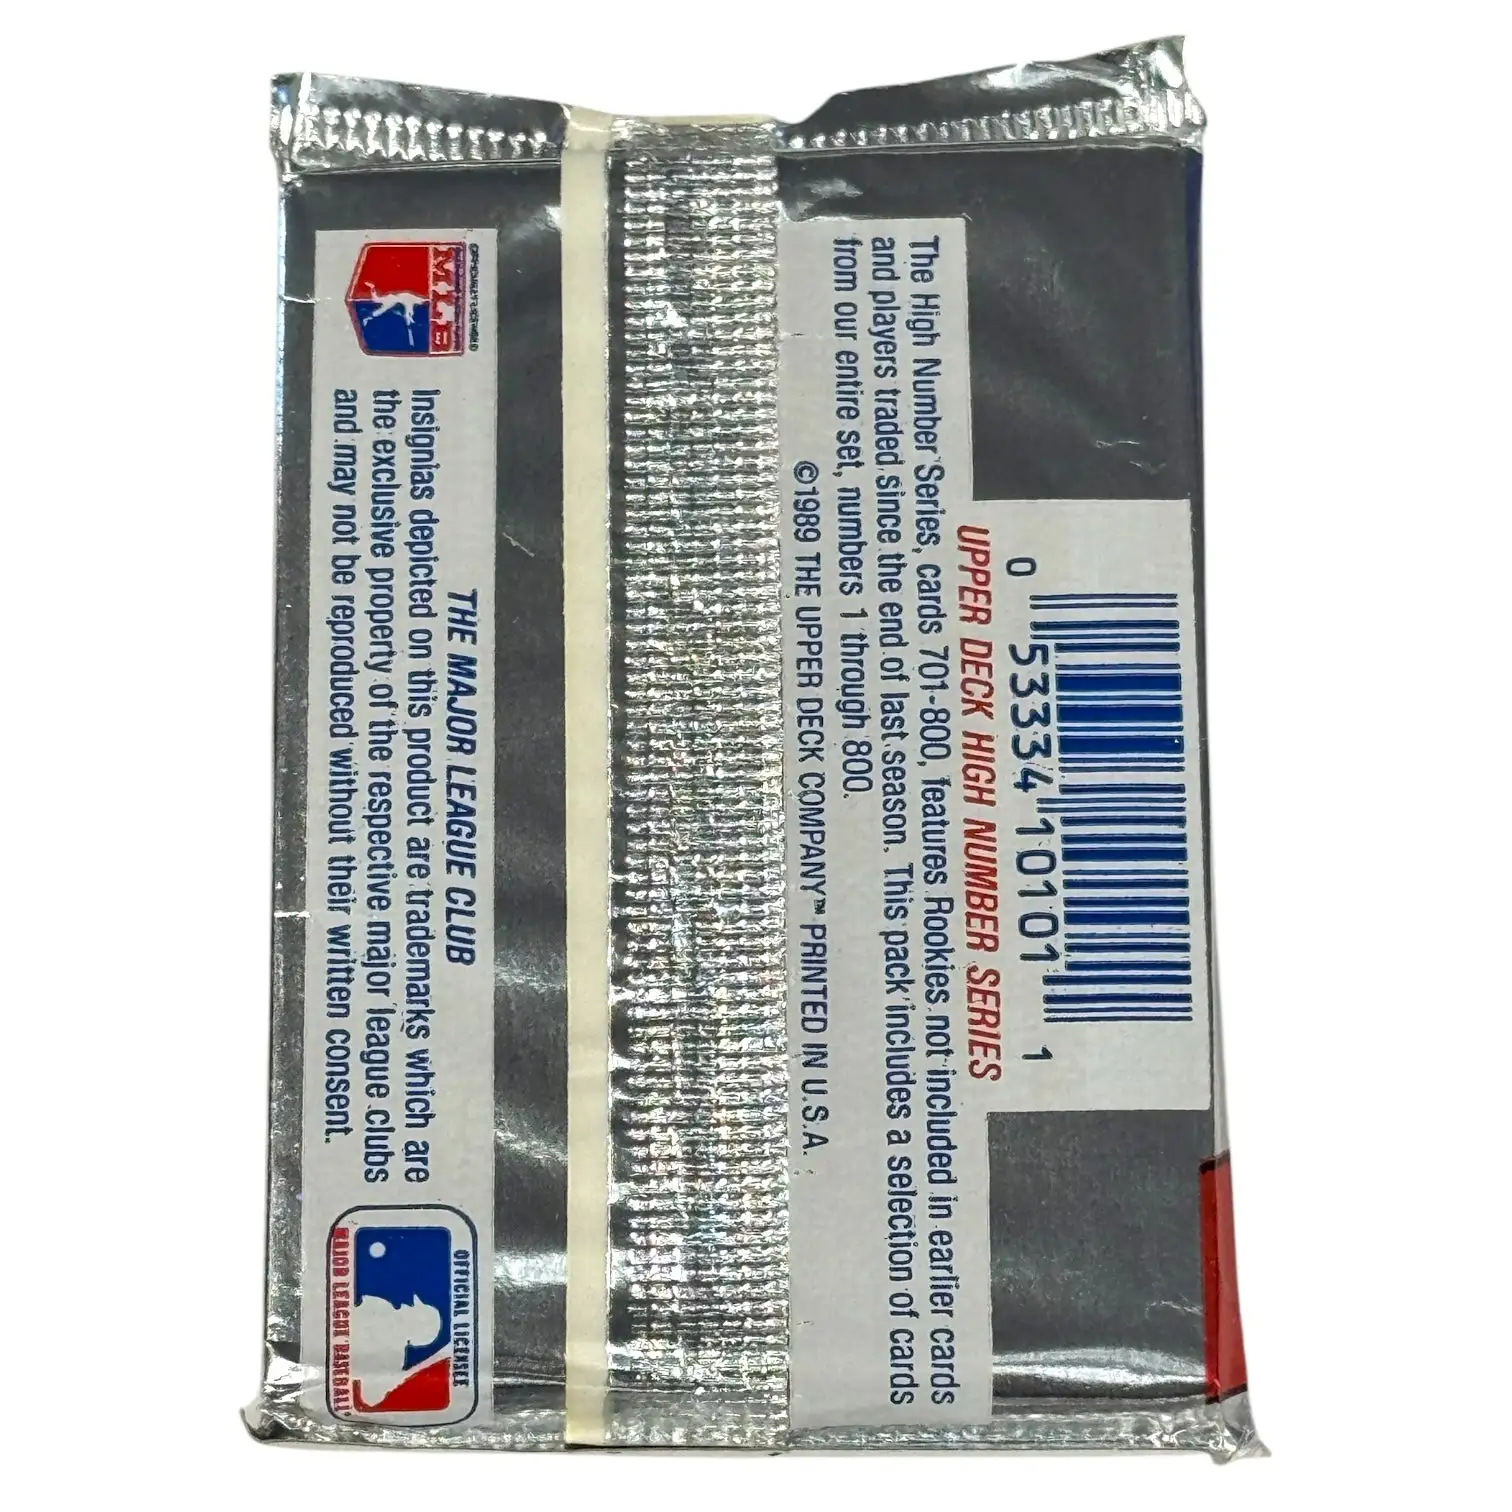 0 53334 10101 1
UPPER DECK HIGH NUMBER SERIES
The High Number Series, cards 701-800, features Rookies not included in earlier cards
and players traded since the end of last season. This pack includes a selection of cards
from our entire set, numbers 1 through 800.
©1989 THE UPPER DECK COMPANY™ PRINTED IN U.S.A.
MLB
THE MAJOR LEAGUE CLUB
Insignias depicted on this product are trademarks which are
the exclusive property of the respective major league clubs
and may not be reproduced without their written consent.
OFFICIAL LICENSEE
MAJOR LEAGUE BASEBALL